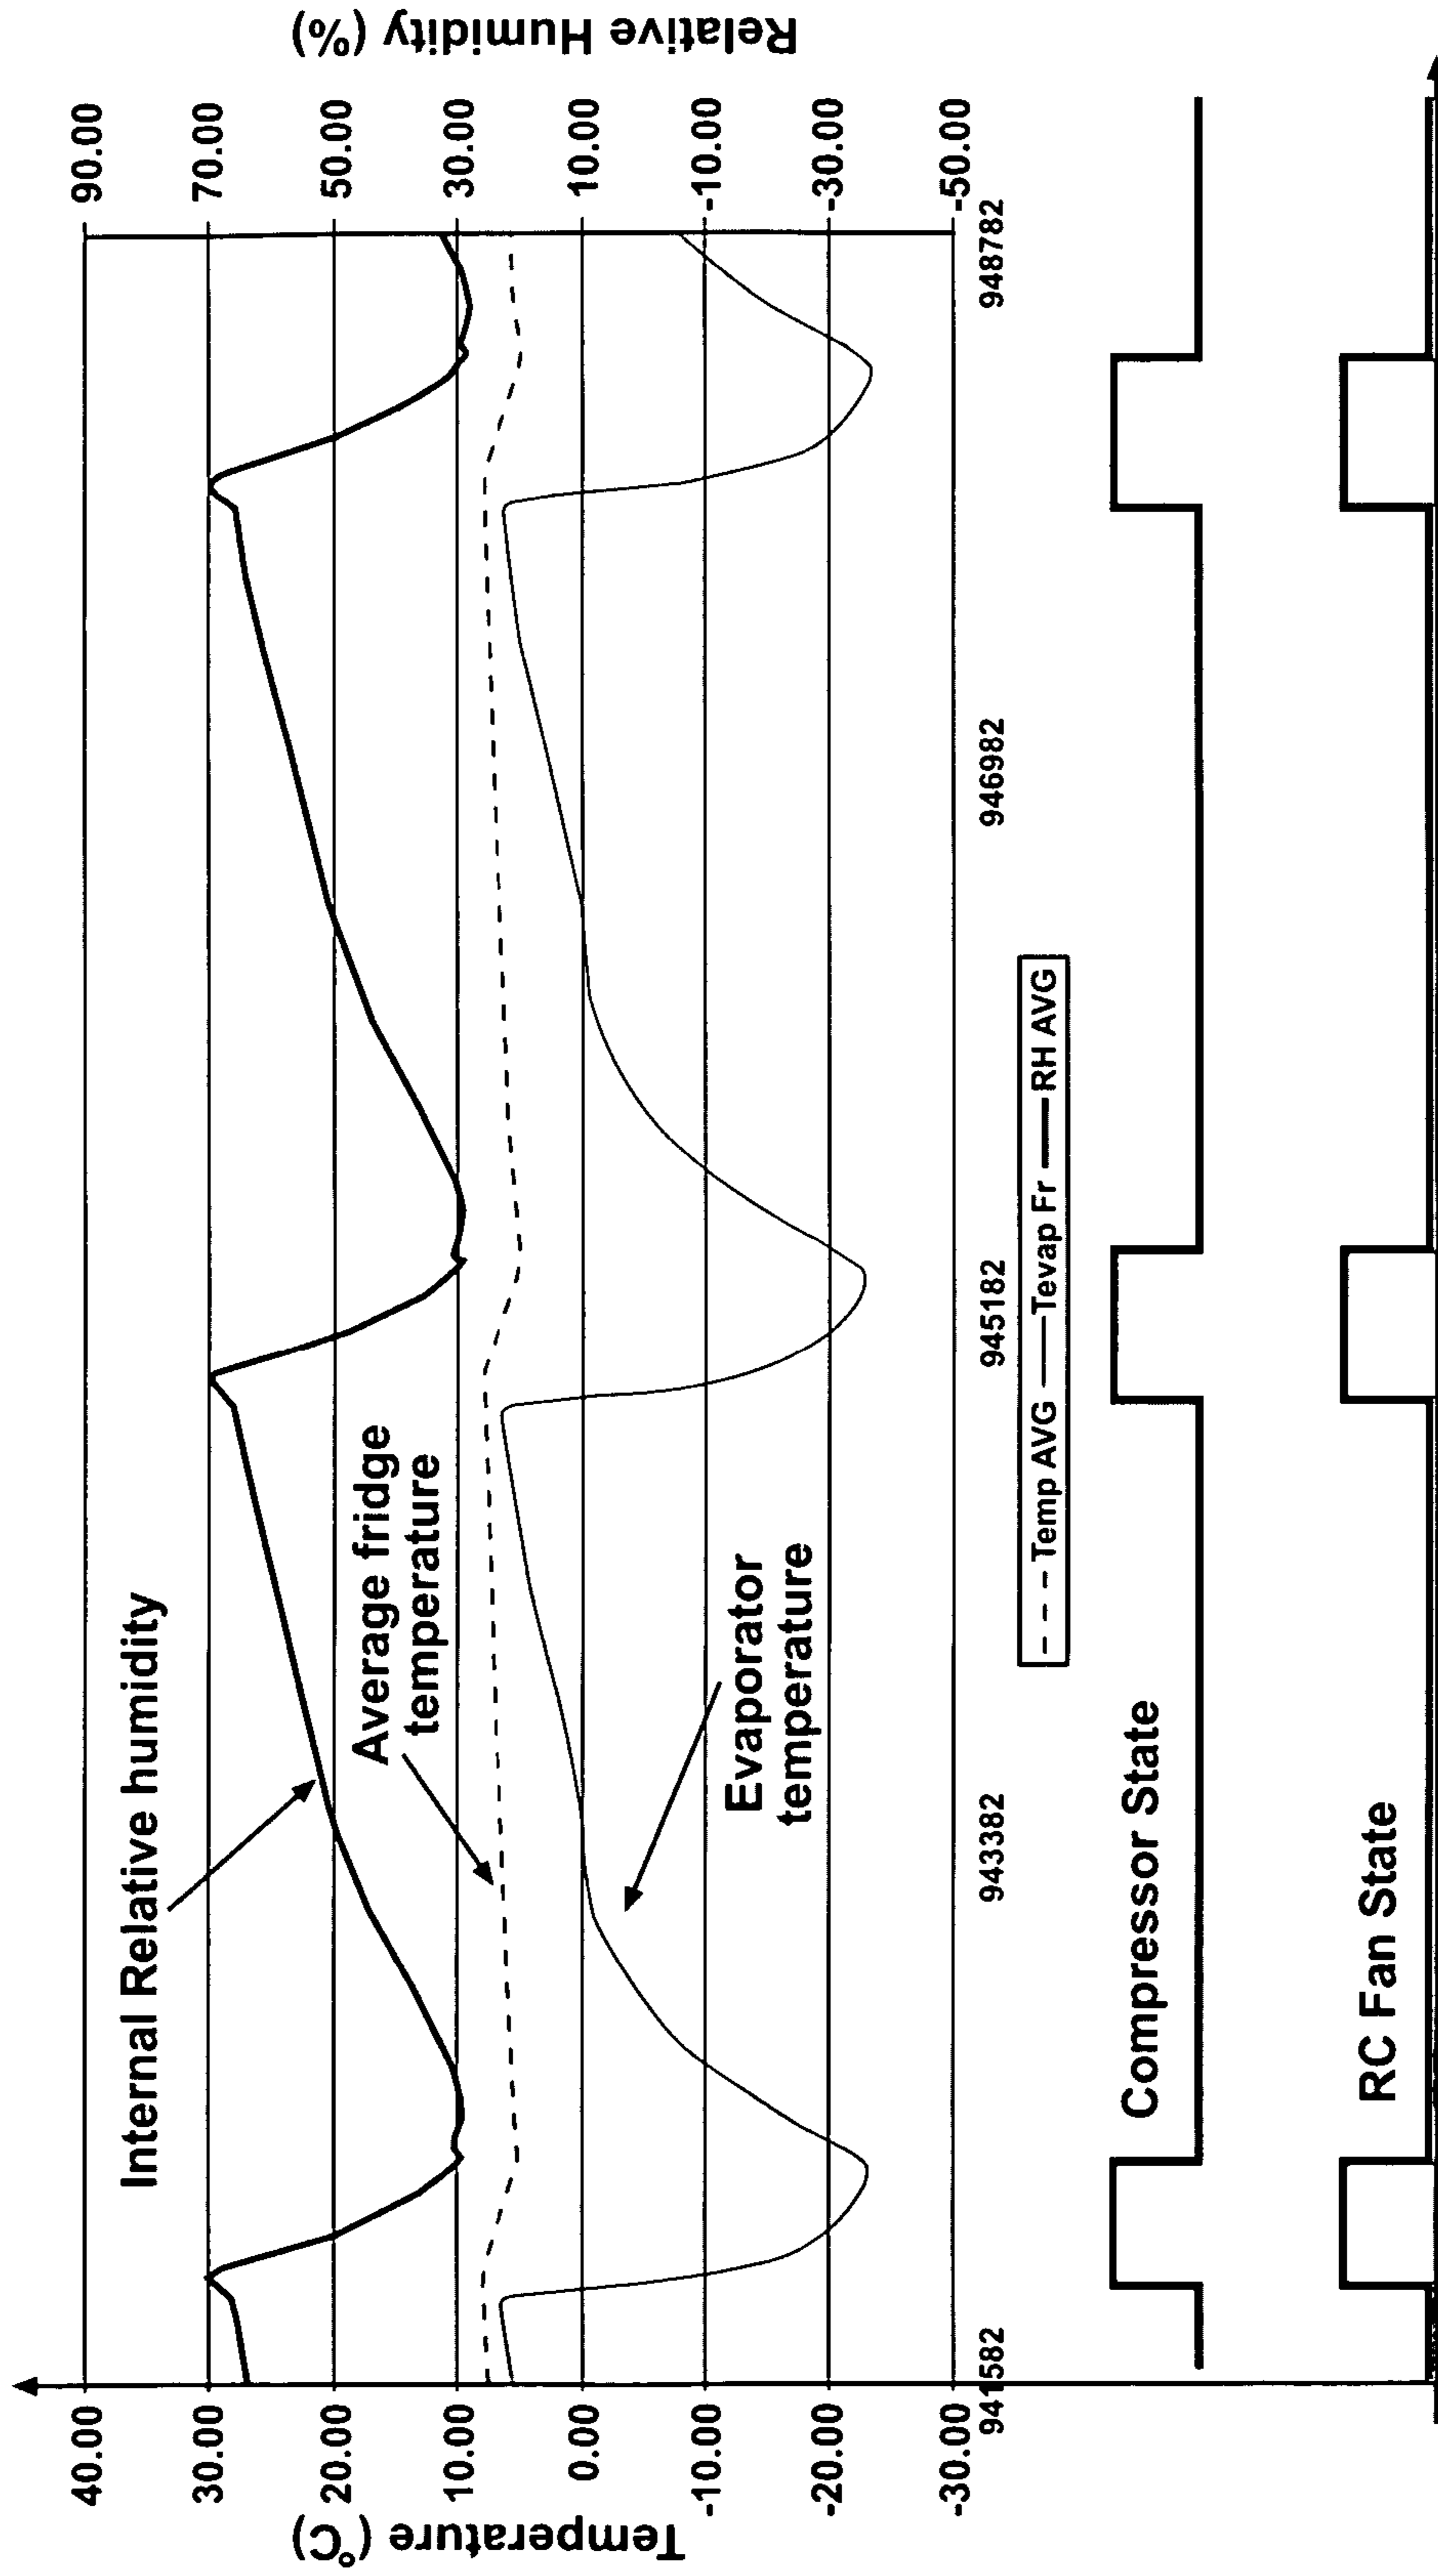 Temperature (°C)
40.00
30.00
20.00
10.00
0.00
-10.00
-20.00
-30.00
Relative Humidity (%)
90.00
70.00
50.00
30.00
10.00
-10.00
-30.00
-50.00
Internal Relative humidity
Average fridge
temperature
Evaporator
temperature
941582
943382
945182
946982
948782
Temp AVG
Tevap Fr
RH AVG
Compressor State
RC Fan State